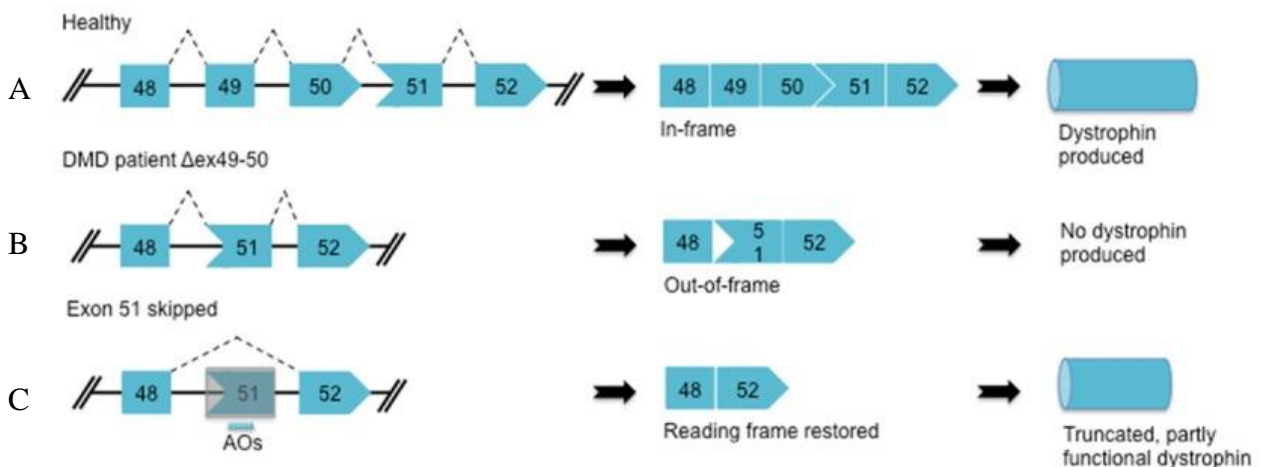 Healthy
A
48 49 50 51 52
48 49 50 51 52
In-frame
Dystrophin
produced
DMD patient Δex49-50
B
48 51 52
48 5
1 52
Out-of-frame
No dystrophin
produced
Exon 51 skipped
C
48 51 52
AOs
48 52
Reading frame restored
Truncated, partly
functional dystrophin